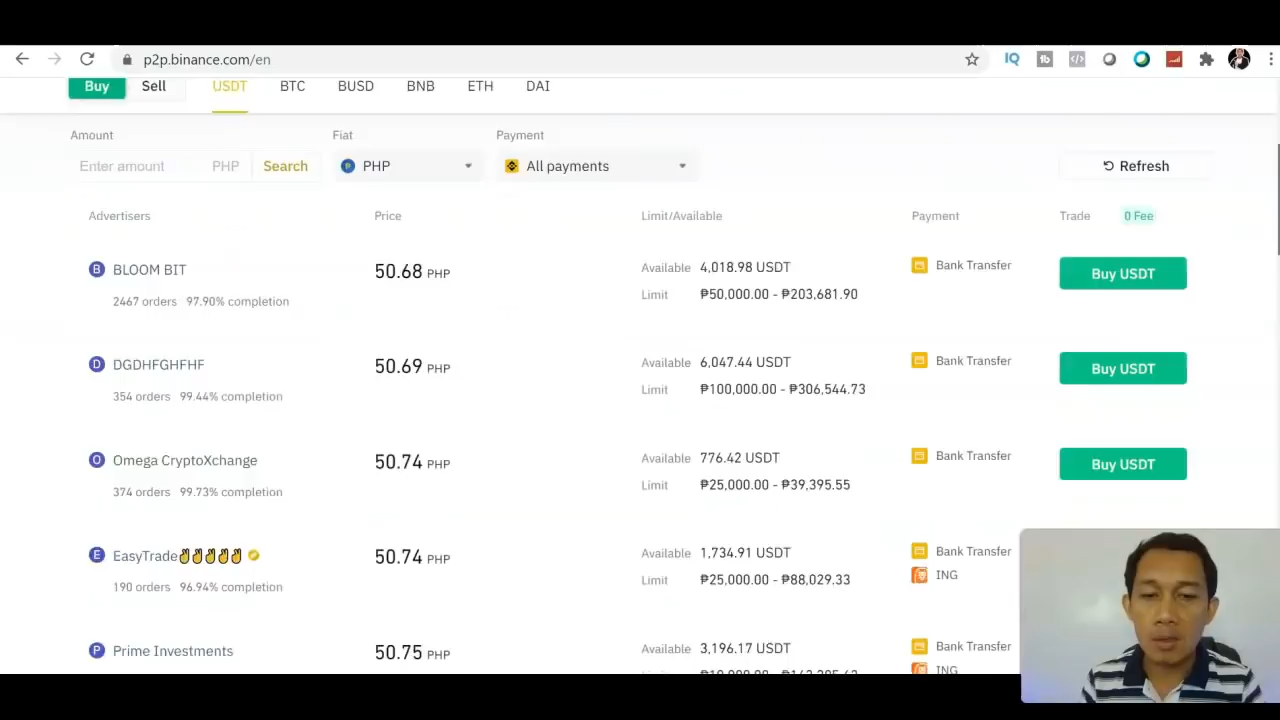 p2p.binance.com/en
Buy Sell USDT BTC BUSD BNB ETH DAI
Amount Fiat Payment
Enter amount PHP Search PHP All payments Refresh
Advertisers Price Limit/Available Payment Trade 0 Fee
B BLOOM BIT 50.68 PHP Available 4,018.98 USDT Bank Transfer Buy USDT
2467 orders 97.90% completion Limit ₱50,000.00 - ₱203,681.90
D DGDHFGHFHF 50.69 PHP Available 6,047.44 USDT Bank Transfer Buy USDT
354 orders 99.44% completion Limit ₱100,000.00 - ₱306,544.73
O Omega CryptoXchange 50.74 PHP Available 776.42 USDT Bank Transfer Buy USDT
374 orders 99.73% completion Limit ₱25,000.00 - ₱39,395.55
E EasyTrade✌✌✌✌✌ 50.74 PHP Available 1,734.91 USDT Bank Transfer
190 orders 96.94% completion Limit ₱25,000.00 - ₱88,029.33 ING
P Prime Investments 50.75 PHP Available 3,196.17 USDT Bank Transfer
ING